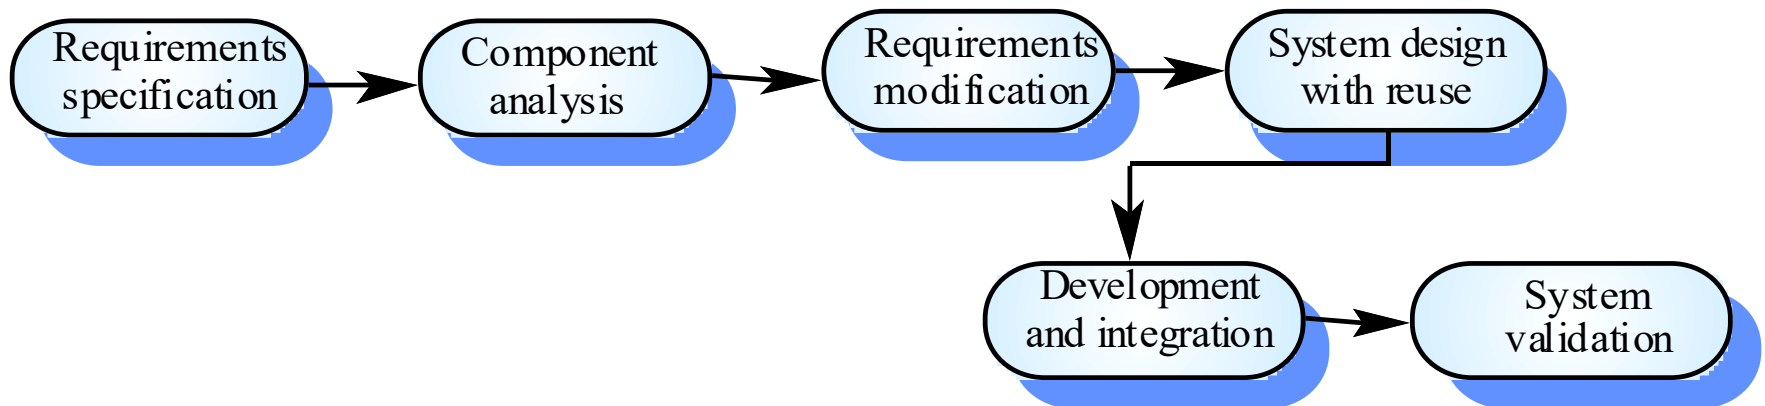 Requirements
specification
Component
analysis
Requirements
modification
System design
with reuse
Development
and integration
System
validation